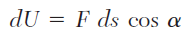 dU = F ds cos α